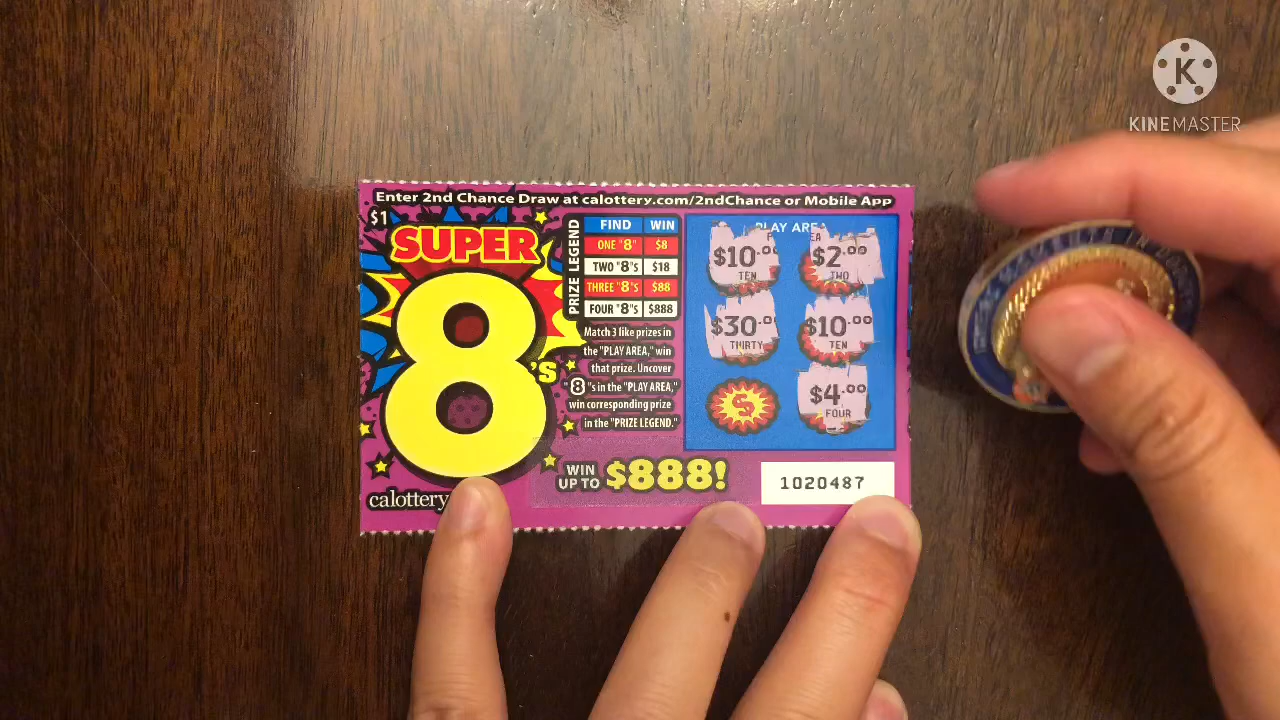 KINEMASTER
Enter 2nd Chance Draw at calottery.com/2ndChance or Mobile App
$1
SUPER
8's
calottery
PRIZE LEGEND
FIND WIN
ONE "8" $8
TWO "8"s $18
THREE "8"s $88
FOUR "8"s $888
Match 3 like prizes in
the "PLAY AREA," win
that prize. Uncover
"8"s in the "PLAY AREA,"
win corresponding prize
in the "PRIZE LEGEND."
WIN
UP TO $888!
PLAY AREA
$10.00 $2.00
TEN TWO
$30.00 $10.00
THIRTY TEN
$ $4.00
FOUR
1020487